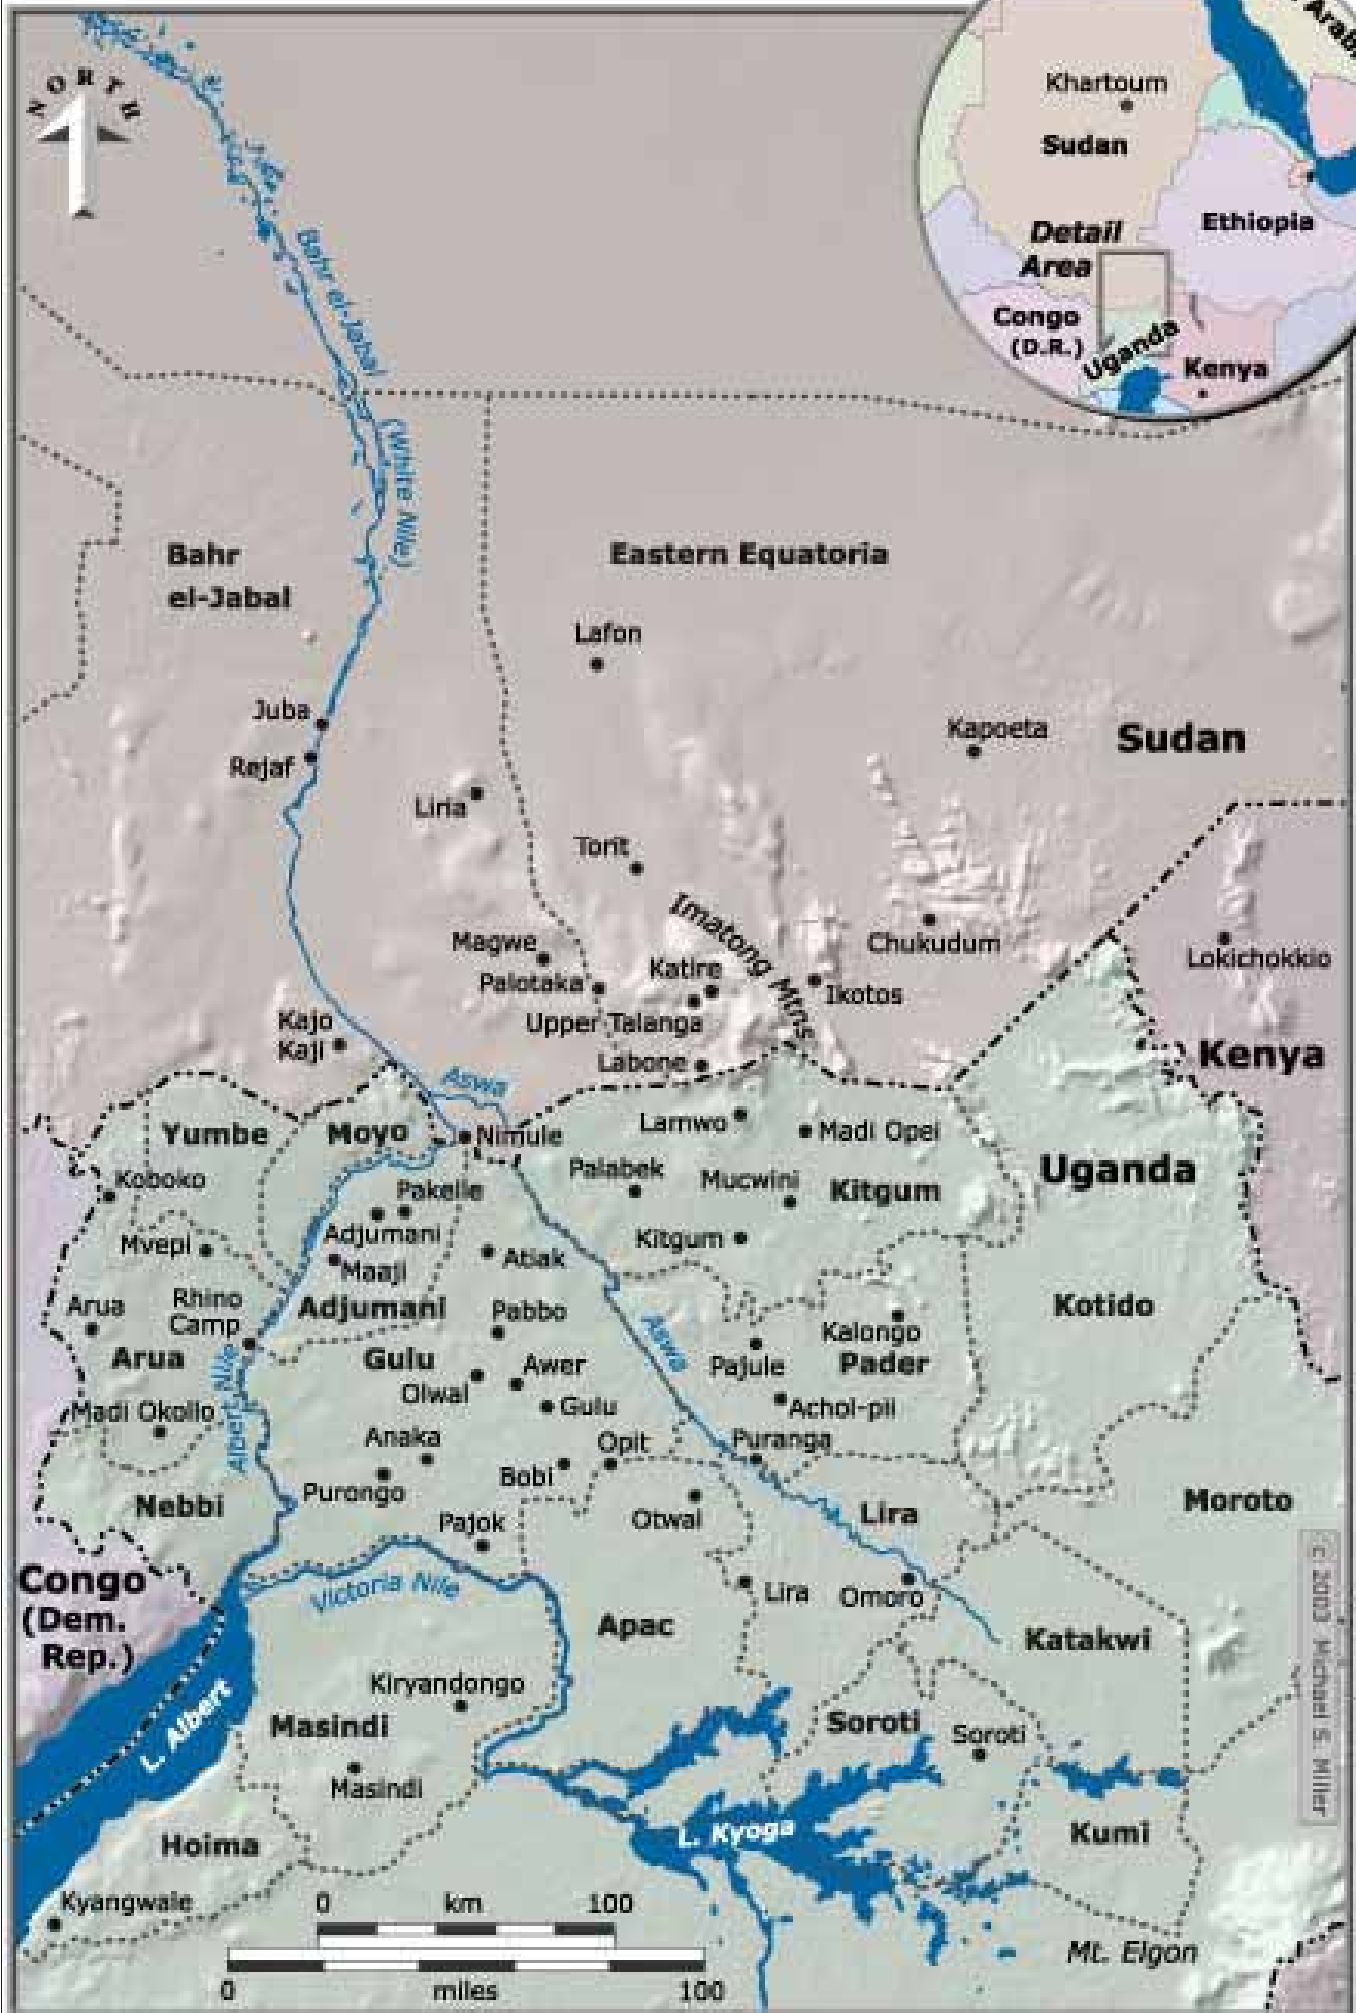 NORTH
Arab
Khartoum
Sudan
Ethiopia
Detail
Area
Congo
(D.R.)
Uganda
Kenya
Bahr el-Jabal
(White Nile)
Bahr
el-Jabal
Eastern Equatoria
Lafon
Juba
Rejaf
Kapoeta
Sudan
Liria
Torit
Imatong Mtns
Magwe
Palotaka
Katire
Chukudum
Lokichokkio
Ikotos
Upper Talanga
Kajo
Kaji
Labone
Kenya
Aswa
Yumbe
Moyo
Nimule
Lamwo
Madi Opei
Koboko
Pakelle
Palabek
Mucwini
Kitgum
Uganda
Adjumani
Mvepi
Maaji
Atiak
Kitgum
Arua
Rhino
Camp
Adjumani
Pabbo
Aswa
Kalongo
Kotido
Arua
Gulu
Awer
Pajule
Pader
Olwal
Gulu
Achol-pii
Madi Okollo
Albert Nile
Anaka
Opit
Puranga
Bobi
Purongo
Nebbi
Pajok
Otwal
Lira
Moroto
Congo
(Dem.
Rep.)
Victoria Nile
Lira
Omoro
Apac
Katakwi
Kiryandongo
L. Albert
Masindi
Soroti
Soroti
Masindi
L. Kyoga
Kumi
Hoima
Kyangwale
0 km 100
0 miles 100
Mt. Elgon
(c 2003 Michael S. Miller